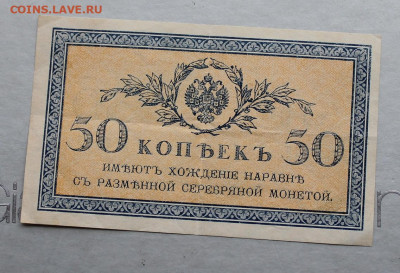 COINS.LAVE.RU
50 КОПѢЕКЪ 50
ИМѢЮТЪ ХОЖДЕНІЕ НАРАВНѢ
СЪ РАЗМѢННОЙ СЕРЕБРЯНОЙ МОНЕТОЙ.